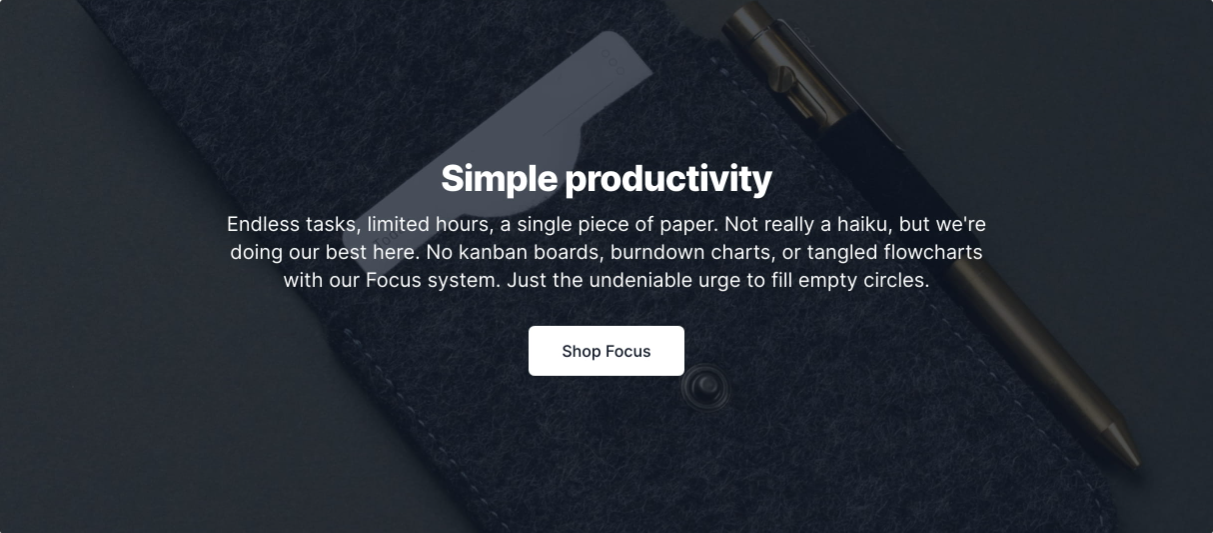 Simple productivity
Endless tasks, limited hours, a single piece of paper. Not really a haiku, but we're
doing our best here. No kanban boards, burndown charts, or tangled flowcharts
with our Focus system. Just the undeniable urge to fill empty circles.
Shop Focus